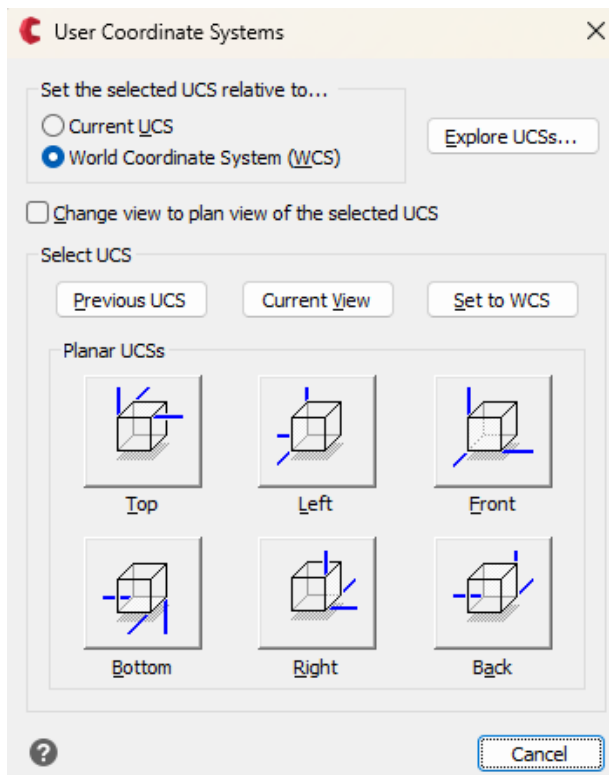 User Coordinate Systems
Set the selected UCS relative to...
Current UCS
Explore UCSs...
World Coordinate System (WCS)
Change view to plan view of the selected UCS
Select UCS
Previous UCS Current View Set to WCS
Planar UCSs
Top Left Front
Bottom Right Back
? Cancel